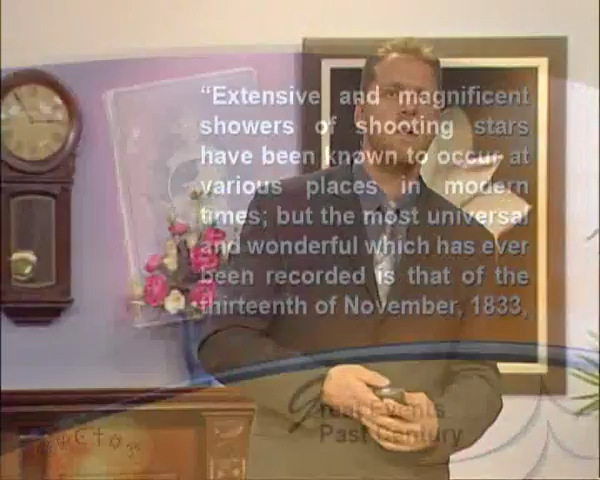 “Extensive and magnificent
showers of shooting stars
have been known to occur at
various places in modern
times; but the most universal
and wonderful which has ever
been recorded is that of the
thirteenth of November, 1833,
Great Events
Past Century